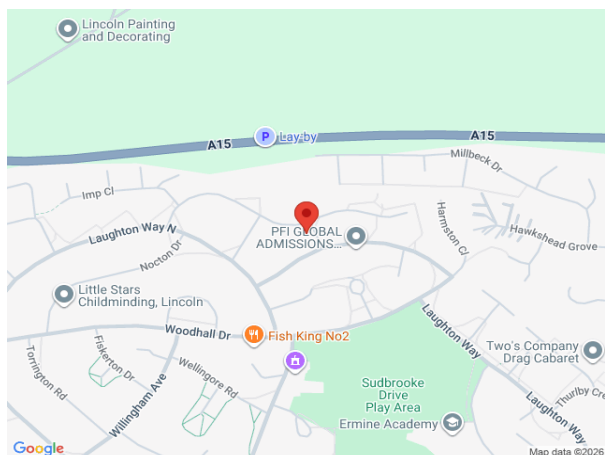 Lincoln Painting
and Decorating
A15
P
Lay-by
A15
Millbeck Dr
Imp Cl
Laughton Way N
Nocton Dr
PFI GLOBAL
ADMISSIONS...
Harmston Cl
Hawkshead Grove
Little Stars
Childminding, Lincoln
Woodhall Dr
Fish King No2
Laughton Way
Two's Company
Drag Cabaret
Torrington Rd
Fiskerton Dr
Willingham Ave
Wellingore Rd
Sudbrooke
Drive
Play Area
Ermine Academy
Thurlby Cre
Laughton Way
Google
Map data ©2026